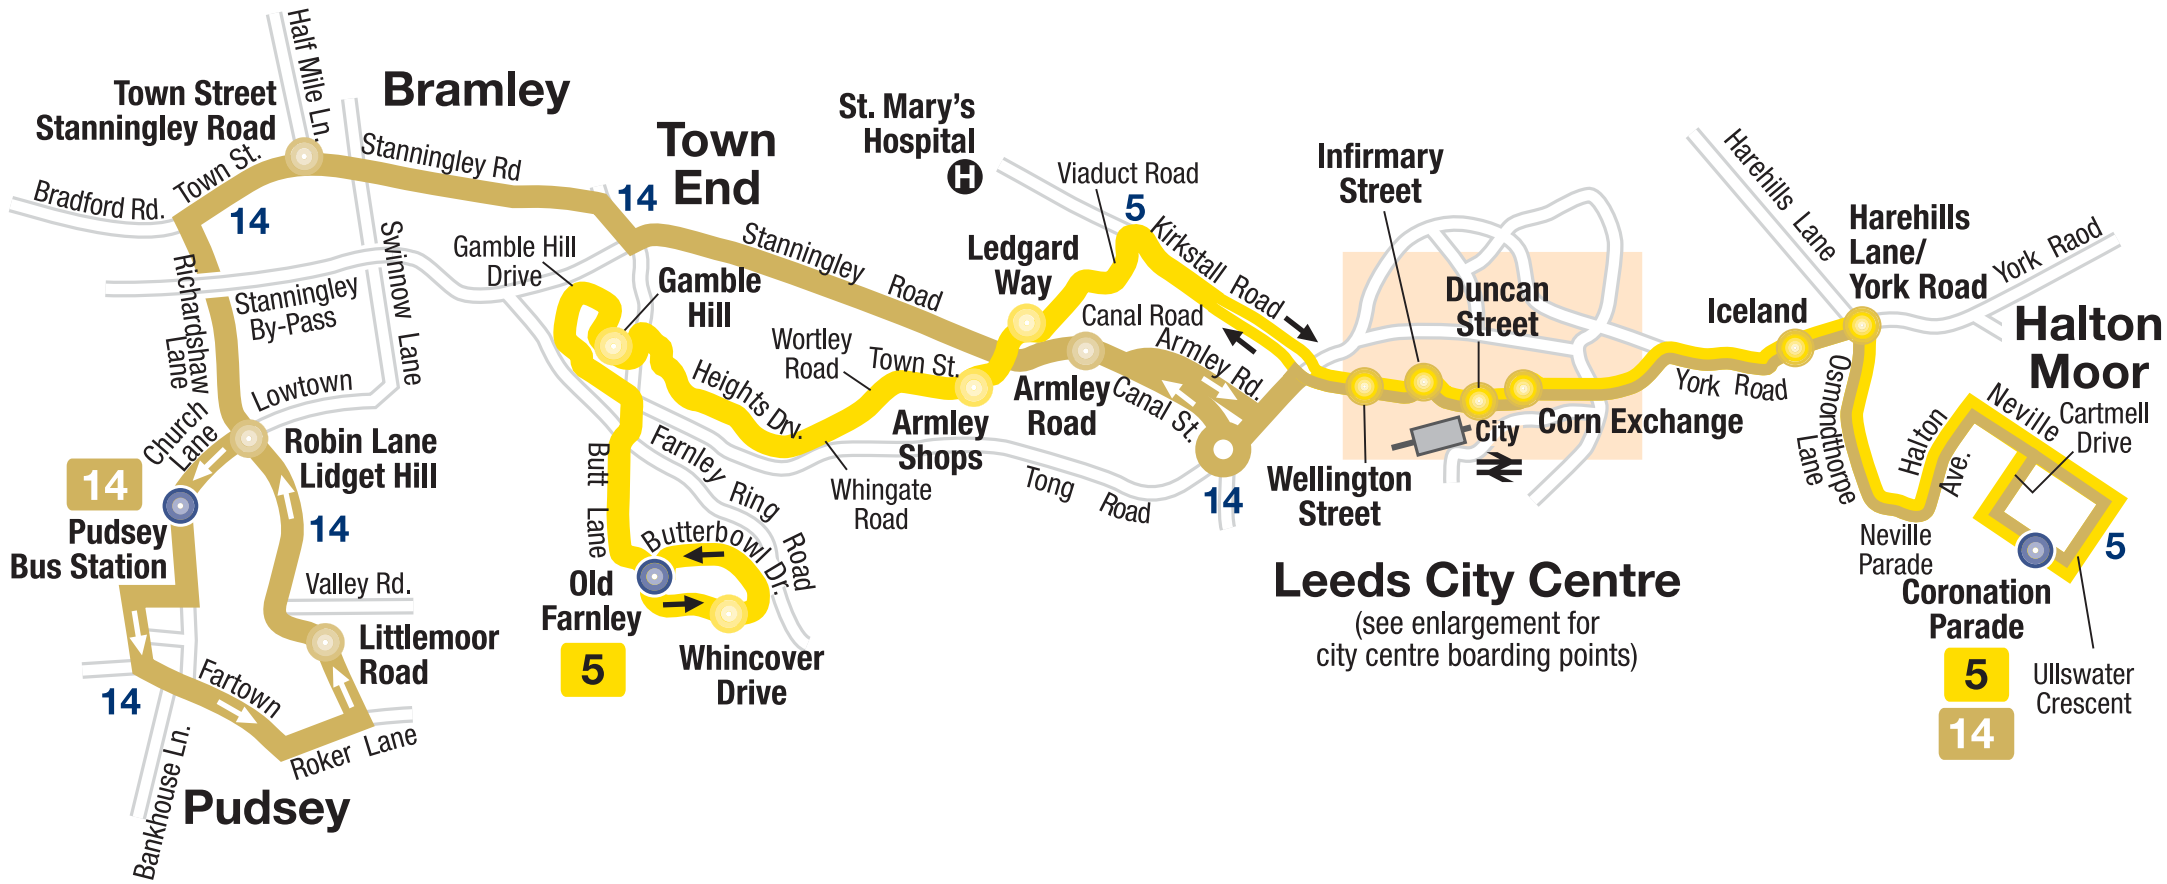 Half Mile Ln.
Town Street
Stanningley Road
Bramley
Town St.
Stanningley Rd
Bradford Rd.
14
14
Town
End
St. Mary's
Hospital
H
Viaduct Road
5
Kirkstall Road
Infirmary
Street
Harehills Lane
Harehills
Lane/
York Road
York Raod
Richardshaw
Lane
Stanningley
By-Pass
Swinnow Lane
Gamble Hill
Drive
Gamble
Hill
Stanningley Road
Ledgard
Way
Canal Road
Armley Rd.
Duncan
Street
Iceland
Halton
Moor
Wortley
Road
Town St.
Heights Drv.
Lowtown
Church
Lane
Robin Lane
Lidget Hill
14
Pudsey
Bus Station
14
Valley Rd.
Littlemoor
Road
14
Fartown
Roker Lane
Bankhouse Ln.
Pudsey
Butt Lane
Farnley Ring Road
Whingate
Road
Armley
Shops
Armley
Road
Canal St.
Tong Road
14
Butterbowl Dr.
Old
Farnley
5
Whincover
Drive
Wellington
Street
City
Corn Exchange
York Road
Leeds City Centre
(see enlargement for
city centre boarding points)
Osmondthorpe
Lane
Halton
Ave.
Neville
Cartmell
Drive
Neville
Parade
5
Coronation
Parade
5
14
Ullswater
Crescent